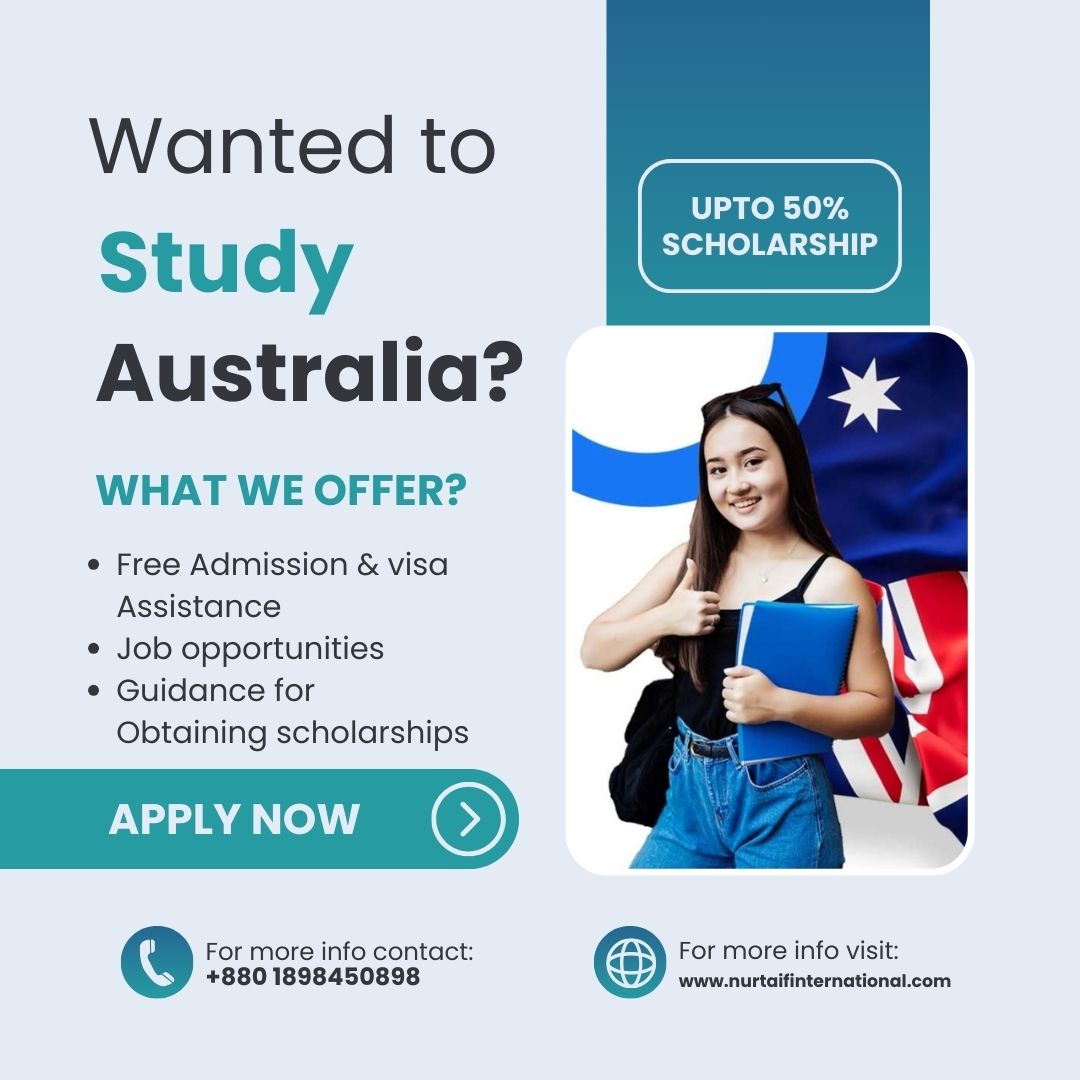 Wanted to
Study
Australia?
UPTO 50%
SCHOLARSHIP
WHAT WE OFFER?
• Free Admission & visa
Assistance
• Job opportunities
• Guidance for
Obtaining scholarships
APPLY NOW
For more info contact:
+880 1898450898
For more info visit:
www.nurtaifinternational.com